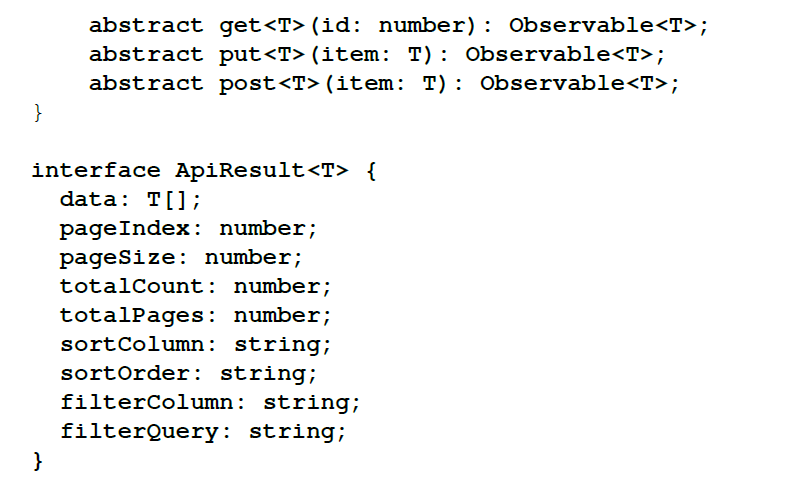 abstract get<T>(id: number): Observable<T>;
    abstract put<T>(item: T): Observable<T>;
    abstract post<T>(item: T): Observable<T>;
}

interface ApiResult<T> {
  data: T[];
  pageIndex: number;
  pageSize: number;
  totalCount: number;
  totalPages: number;
  sortColumn: string;
  sortOrder: string;
  filterColumn: string;
  filterQuery: string;
}